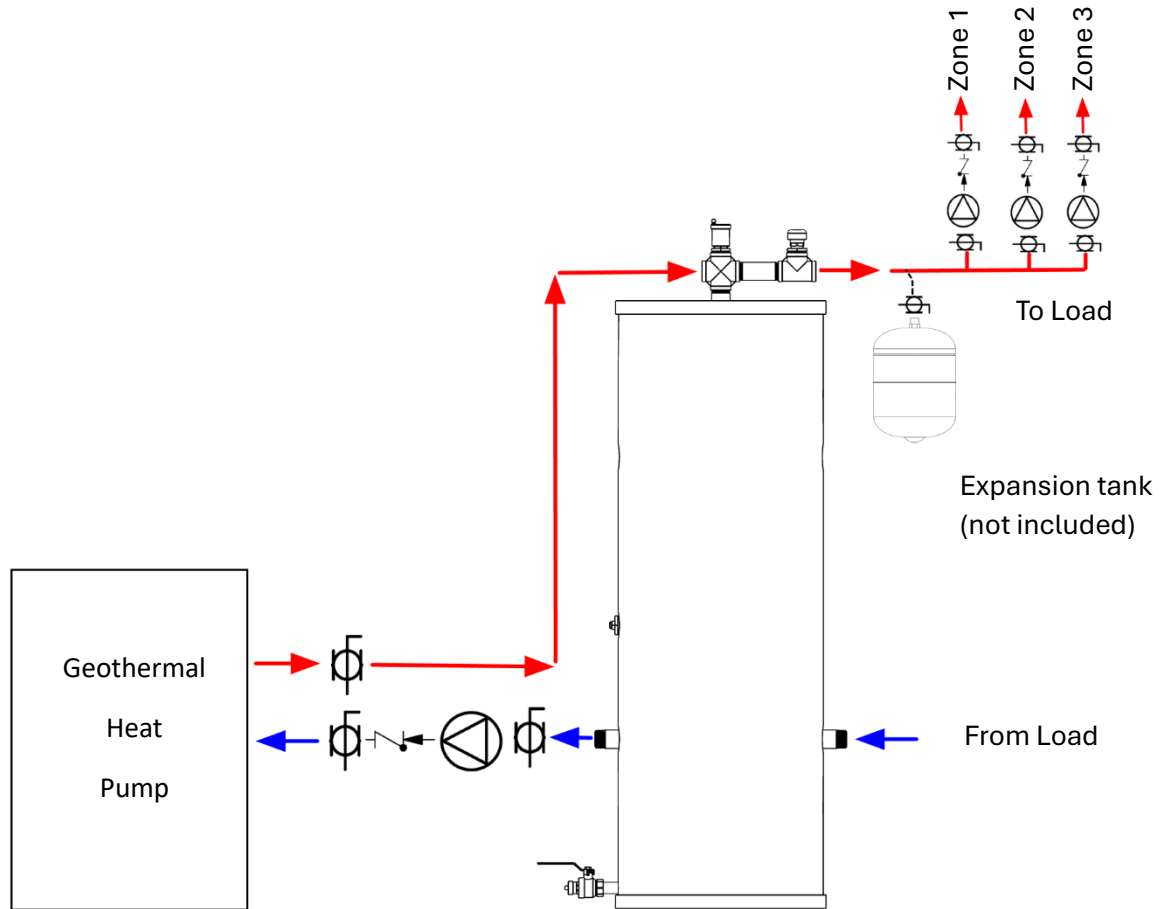 Zone 1
Zone 2
Zone 3
To Load
Expansion tank
(not included)
Geothermal
Heat
Pump
From Load